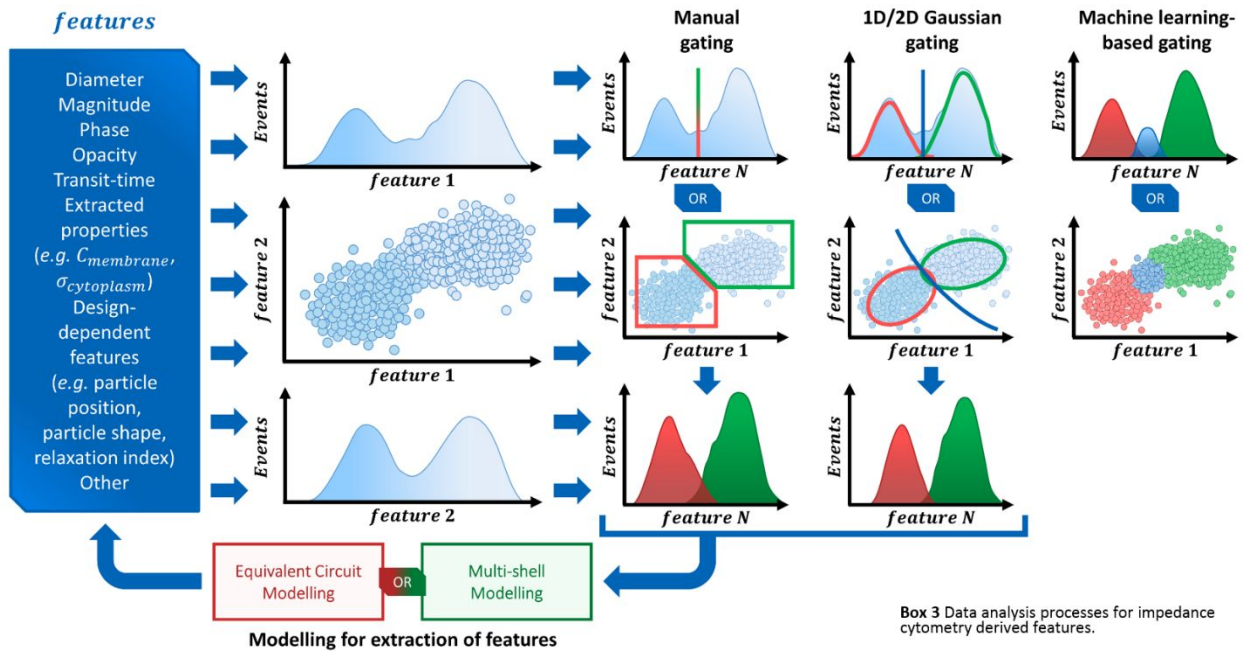 features
Diameter
Magnitude
Phase
Opacity
Transit-time
Extracted
properties
(e.g. C_membrane,
σ_cytoplasm)
Design-
dependent
features
(e.g. particle
position,
particle shape,
relaxation index)
Other
Events
feature 1
feature 2
feature 1
Events
feature 2
Manual
gating
Events
feature N
OR
feature 2
feature 1
Events
feature N
1D/2D Gaussian
gating
Events
feature N
OR
feature 2
feature 1
Events
feature N
Machine learning-
based gating
Events
feature N
OR
feature 2
feature 1
Equivalent Circuit
Modelling
OR
Multi-shell
Modelling
Modelling for extraction of features
Box 3 Data analysis processes for impedance
cytometry derived features.